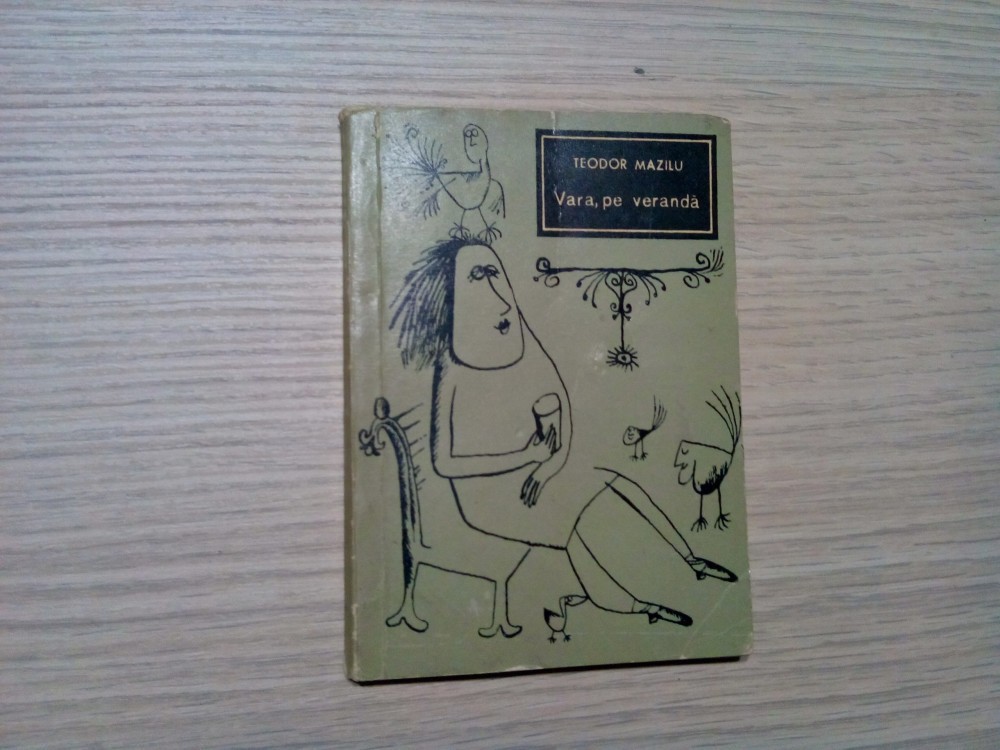 TEODOR MAZILU
Vara, pe verandă